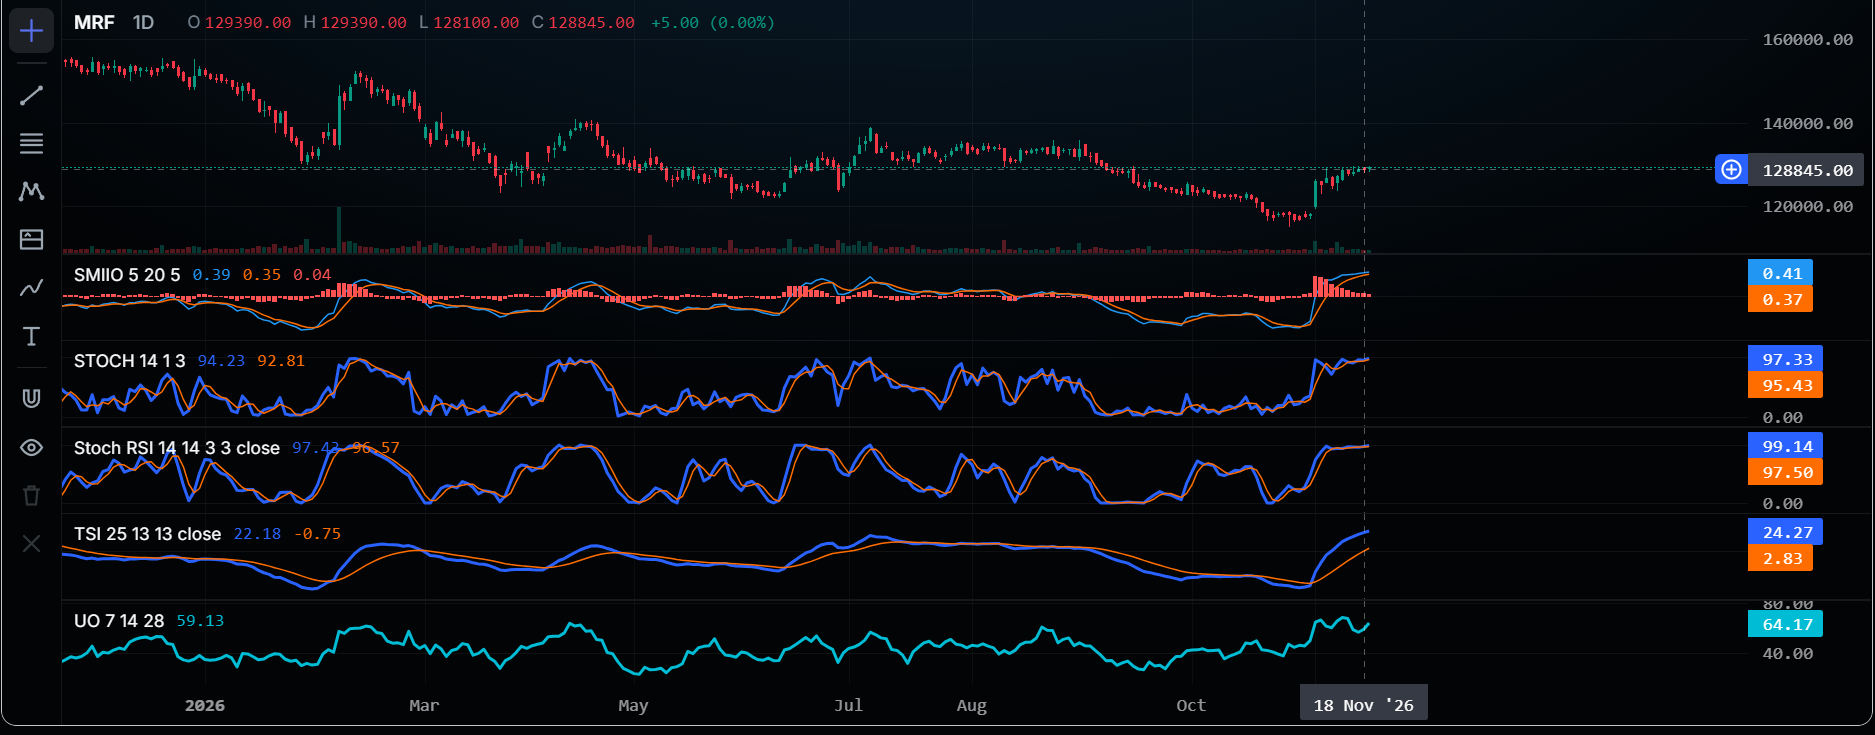 MRF 1D O 129390.00 H 129390.00 L 128100.00 C 128845.00 +5.00 (0.00%)
160000.00
140000.00
128845.00
120000.00
SMIIO 5 20 5 0.39 0.35 0.04
0.41
0.37
STOCH 14 1 3 94.23 92.81
97.33
95.43
0.00
Stoch RSI 14 14 3 3 close 97.43 96.57
99.14
97.50
0.00
TSI 25 13 13 close 22.18 -0.75
24.27
2.83
80.00
UO 7 14 28 59.13
64.17
40.00
2026 Mar May Jul Aug Oct 18 Nov '26